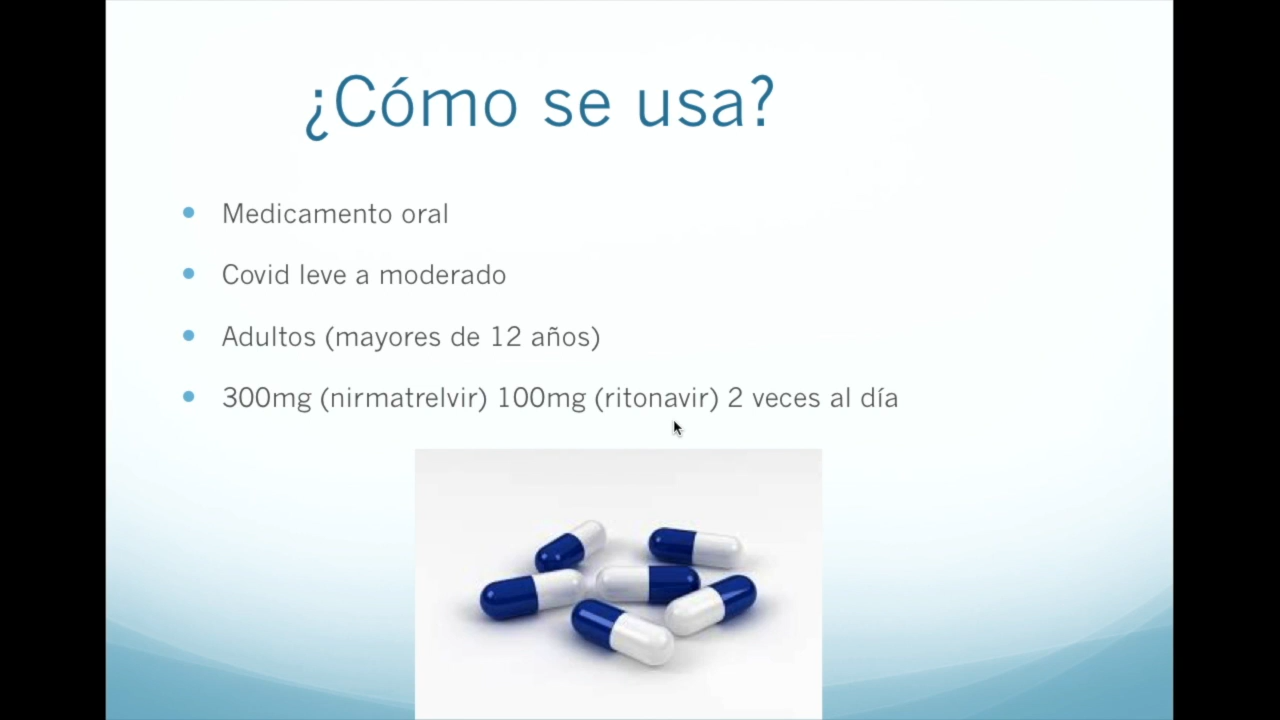 ¿Cómo se usa?
Medicamento oral
Covid leve a moderado
Adultos (mayores de 12 años)
300mg (nirmatrelvir) 100mg (ritonavir) 2 veces al día